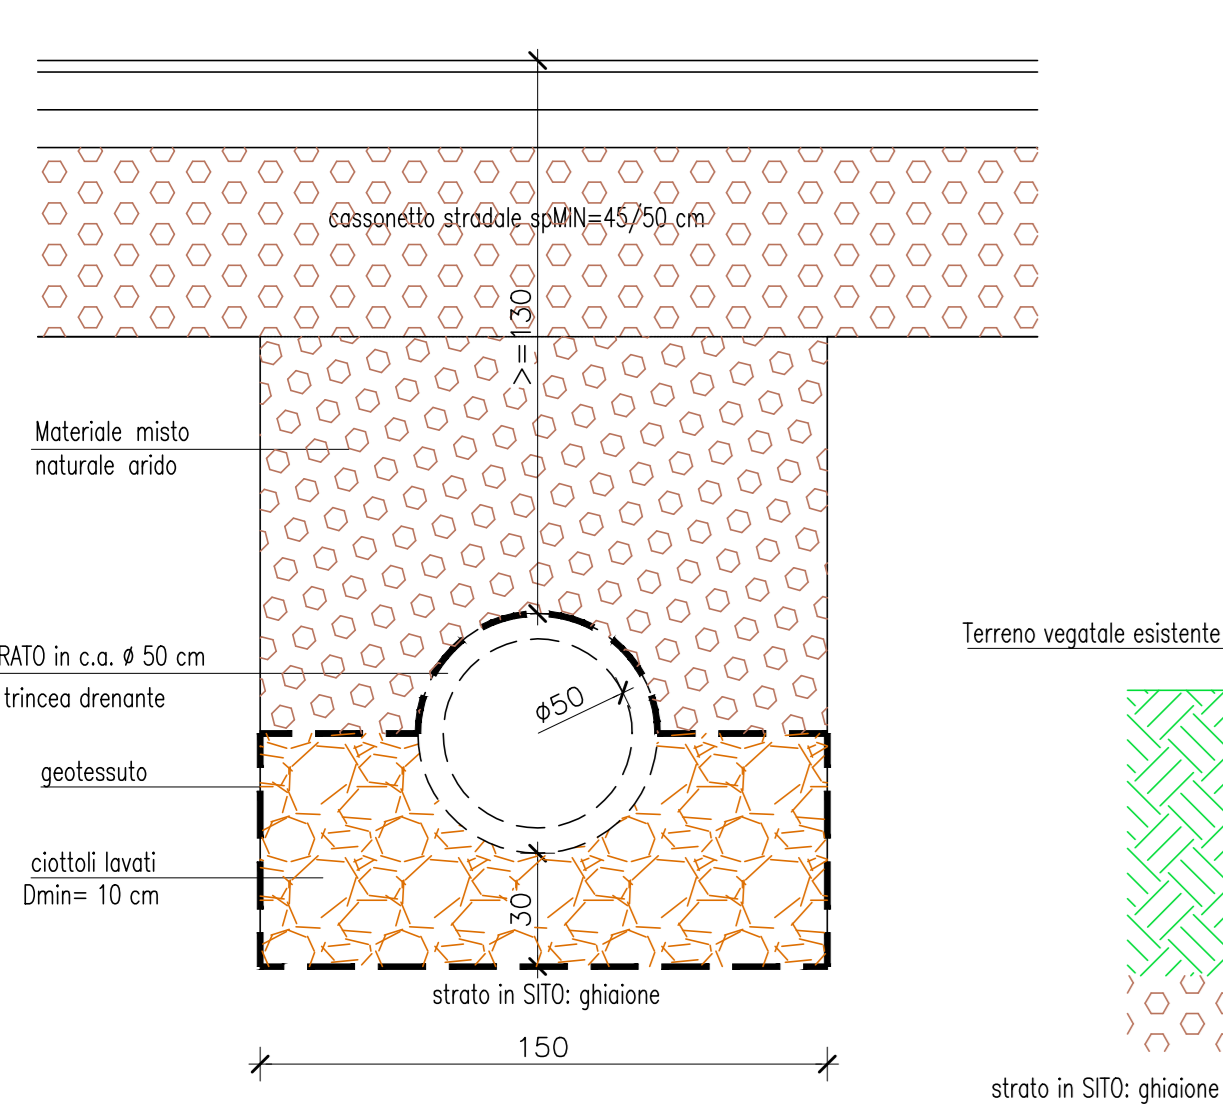 cassonetto stradale spMIN=45/50 cm
>=130
Materiale misto
naturale arido
Terreno vegatale esistente
RATO in c.a. ø 50 cm
trincea drenante
ø50
geotessuto
ciottoli lavati
Dmin= 10 cm
30
strato in SITO: ghiaione
150
strato in SITO: ghiaione